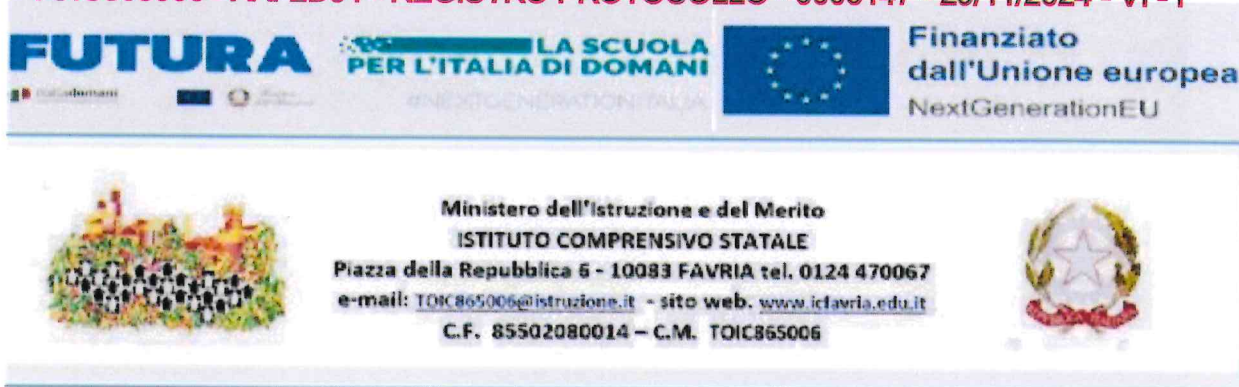 FUTURA
LA SCUOLA
PER L'ITALIA DI DOMANI
#NEXTGENERATIONITALIA
Finanziato
dall'Unione europea
NextGenerationEU
Ministero dell'Istruzione e del Merito
ISTITUTO COMPRENSIVO STATALE
Piazza della Repubblica 6 - 10083 FAVRIA tel. 0124 470067
e-mail: TOIC865006@istruzione.it - sito web. www.icfavria.edu.it
C.F. 85502080014 – C.M. TOIC865006